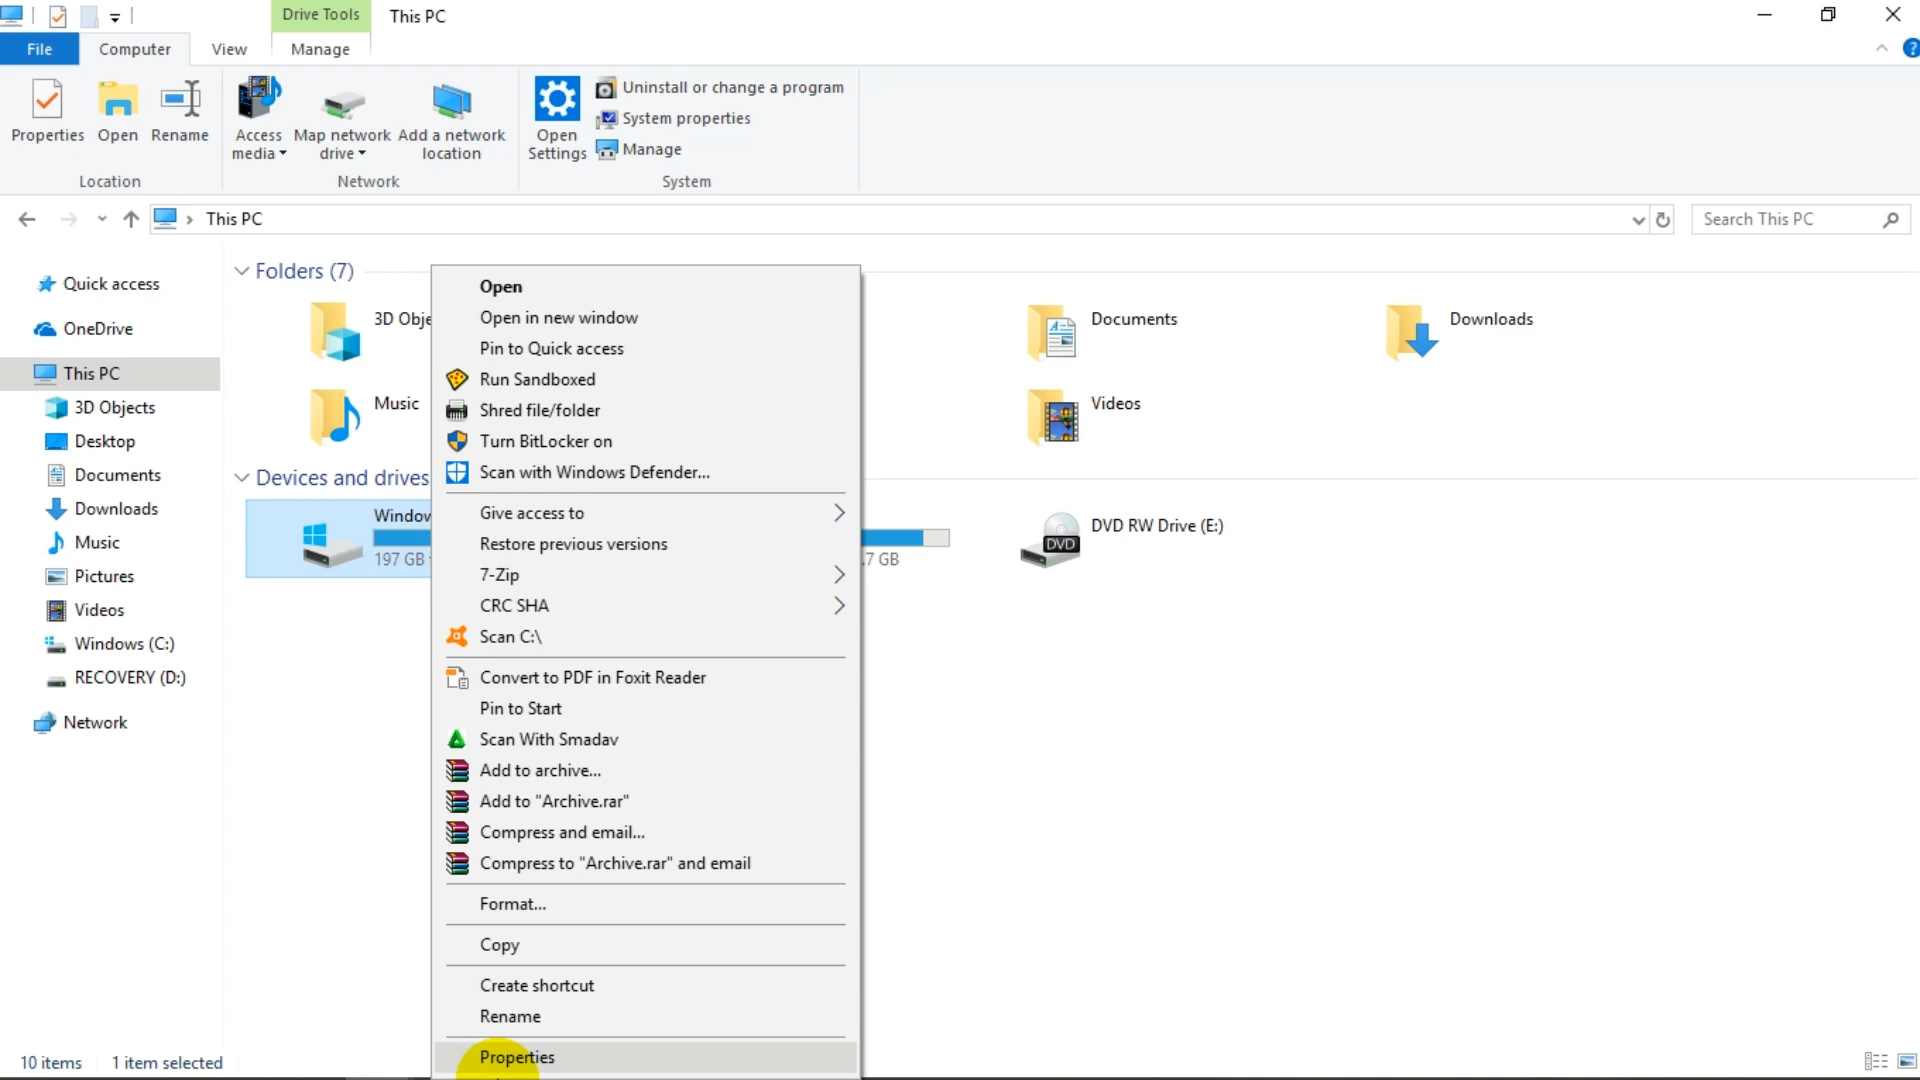 Drive Tools
This PC
File
Computer
View
Manage
Properties
Open
Rename
Access
media
Map network
drive
Add a network
location
Open
Settings
Uninstall or change a program
System properties
Manage
Location
Network
System
This PC
Search This PC
Quick access
OneDrive
This PC
3D Objects
Desktop
Documents
Downloads
Music
Pictures
Videos
Windows (C:)
RECOVERY (D:)
Network
Folders (7)
3D Obje
Documents
Downloads
Music
Videos
Devices and drives
Window
197 GB
.7 GB
DVD RW Drive (E:)
DVD
Open
Open in new window
Pin to Quick access
Run Sandboxed
Shred file/folder
Turn BitLocker on
Scan with Windows Defender...
Give access to
Restore previous versions
7-Zip
CRC SHA
Scan C:\
Convert to PDF in Foxit Reader
Pin to Start
Scan With Smadav
Add to archive...
Add to "Archive.rar"
Compress and email...
Compress to "Archive.rar" and email
Format...
Copy
Create shortcut
Rename
Properties
10 items
1 item selected